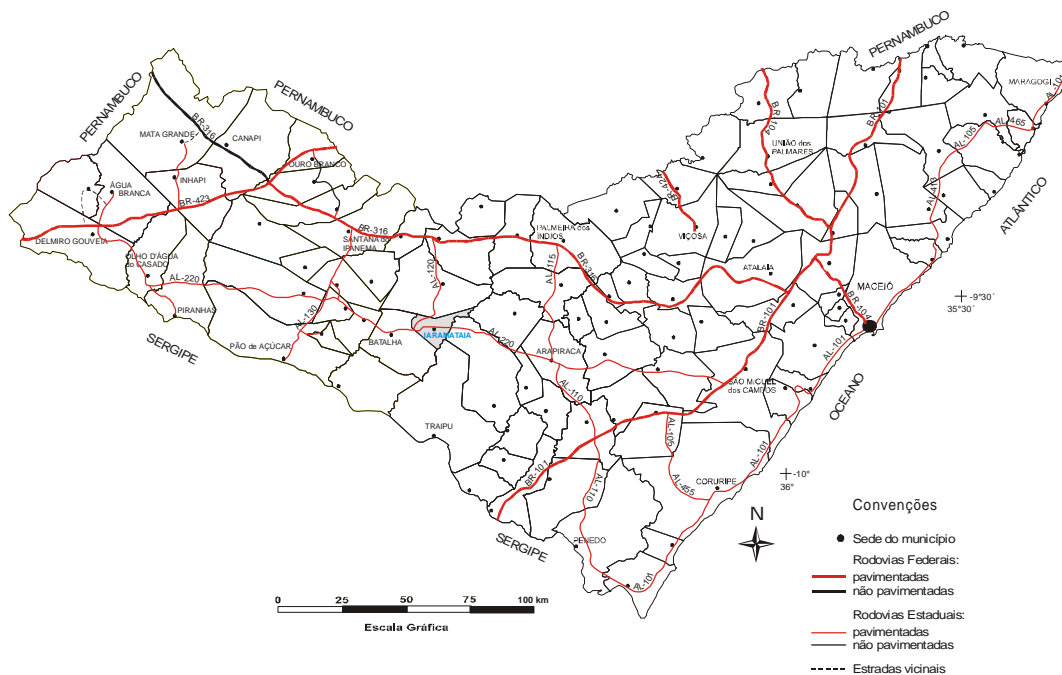 PERNAMBUCO
MARAGOGI
AL-101
PERNAMBUCO
BR-104
BR-101
AL-465
AL-105
PERNAMBUCO
BR-316
MATA GRANDE
CANAPI
UNIÃO dos
PALMARES
OURO BRANCO
INHAPI
ÁGUA
BRANCA
BR-423
BR-424
AL-416
ATLÂNTICO
DELMIRO GOUVEIA
SANTANA do
IPANEMA
BR-316
PALMEIRA dos
ÍNDIOS
VIÇOSA
OLHO D'ÁGUA
do CASADO
AL-220
AL-120
AL-115
BR-316
ATALAIA
MACEIÓ
-9°30´
35°30´
BR-104
BR-101
PIRANHAS
AL-130
SERGIPE
PÃO de AÇÚCAR
BATALHA
JARAMATAIA
AL-220
ARAPIRACA
AL-101
SÃO MIGUEL
dos CAMPOS
OCEANO
AL-110
TRAIPU
AL-105
AL-101
BR-101
AL-110
AL-455
CORURIPE
-10°
36°
N
SERGIPE
PENEDO
AL-101
Convenções
Sede do município
Rodovias Federais:
pavimentadas
não pavimentadas
Rodovias Estaduais:
pavimentadas
não pavimentadas
Estradas vicinais
0 25 50 75 100 km
Escala Gráfica